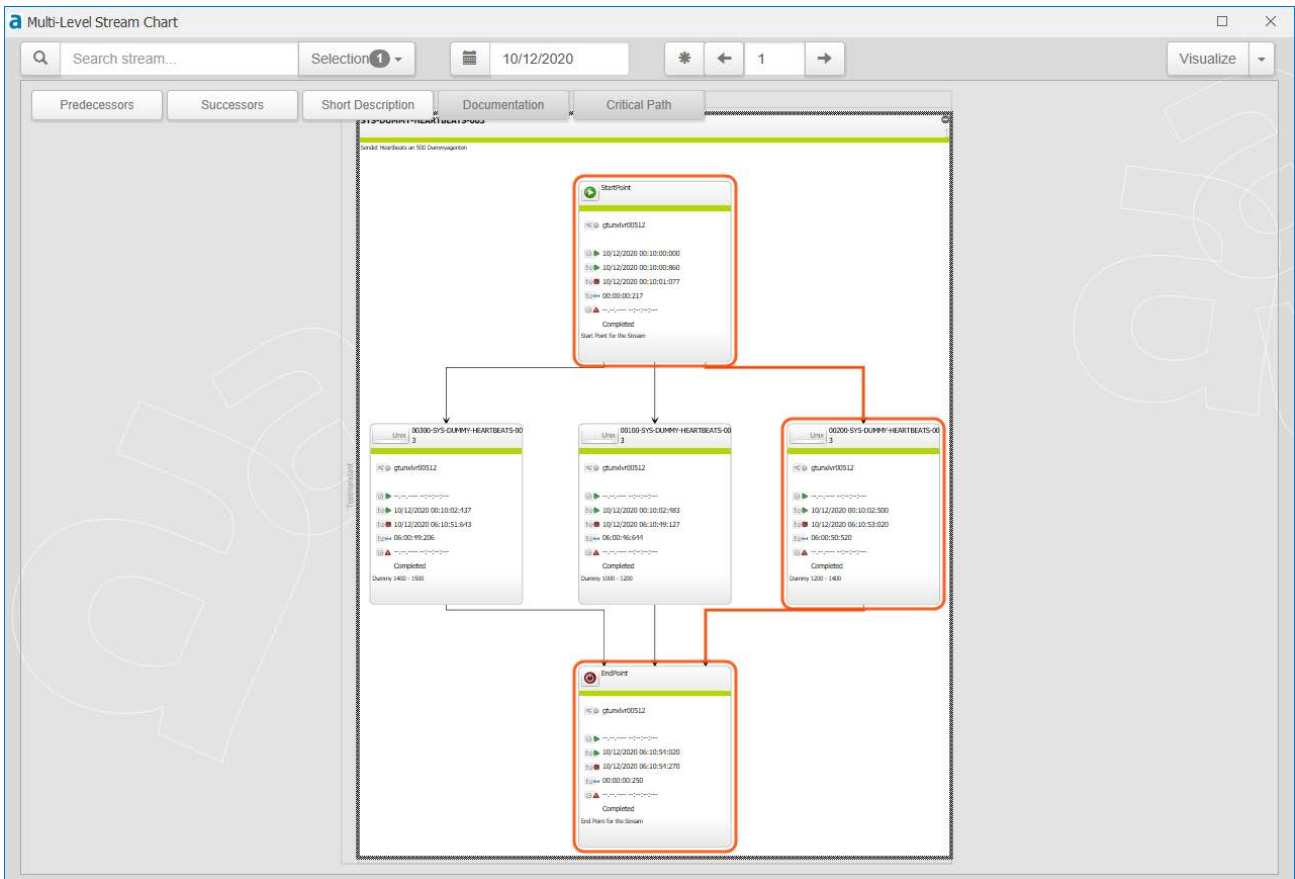 a Multi-Level Stream Chart
Search stream...
Selection 1
10/12/2020
1
Visualize
Predecessors
Successors
Short Description
Documentation
Critical Path
SYS-DUMMY-HEARTBEATS-003
Sendet Heartbeats an 500 Dummyagenten
Testmandant
StartPoint
gtunxlvr00512
10/12/2020 00:10:00:000
10/12/2020 00:10:00:860
10/12/2020 00:10:01:077
00:00:00:217
--.--.---- --:--:--:---
Completed
Start Point for the Stream
Unix 00300-SYS-DUMMY-HEARTBEATS-00
3
gtunxlvr00512
--.--.---- --:--:--:---
10/12/2020 00:10:02:437
10/12/2020 06:10:51:643
06:00:49:206
--.--.---- --:--:--:---
Completed
Dummy 1400 - 1500
Unix 00100-SYS-DUMMY-HEARTBEATS-00
3
gtunxlvr00512
--.--.---- --:--:--:---
10/12/2020 00:10:02:483
10/12/2020 06:10:49:127
06:00:46:644
--.--.---- --:--:--:---
Completed
Dummy 1000 - 1200
Unix 00200-SYS-DUMMY-HEARTBEATS-00
3
gtunxlvr00512
--.--.---- --:--:--:---
10/12/2020 00:10:02:500
10/12/2020 06:10:53:020
06:00:50:520
--.--.---- --:--:--:---
Completed
Dummy 1200 - 1400
EndPoint
gtunxlvr00512
--.--.---- --:--:--:---
10/12/2020 06:10:54:020
10/12/2020 06:10:54:270
00:00:00:250
--.--.---- --:--:--:---
Completed
End Point for the Stream